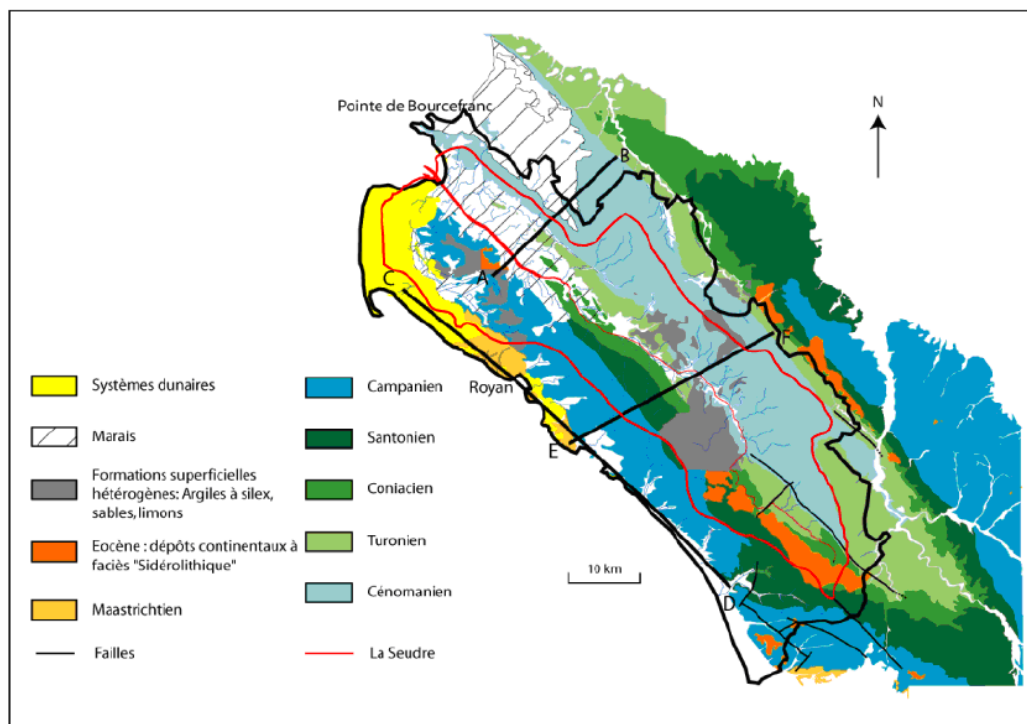 Pointe de Bourcefranc
N
B
A
C
F
Royan
E
10 km
D
Systèmes dunaires
Marais
Formations superficielles
hétérogènes: Argiles à silex,
sables, limons
Eocène : dépôts continentaux à
faciès "Sidérolithique"
Maastrichtien
Failles
Campanien
Santonien
Coniacien
Turonien
Cénomanien
La Seudre